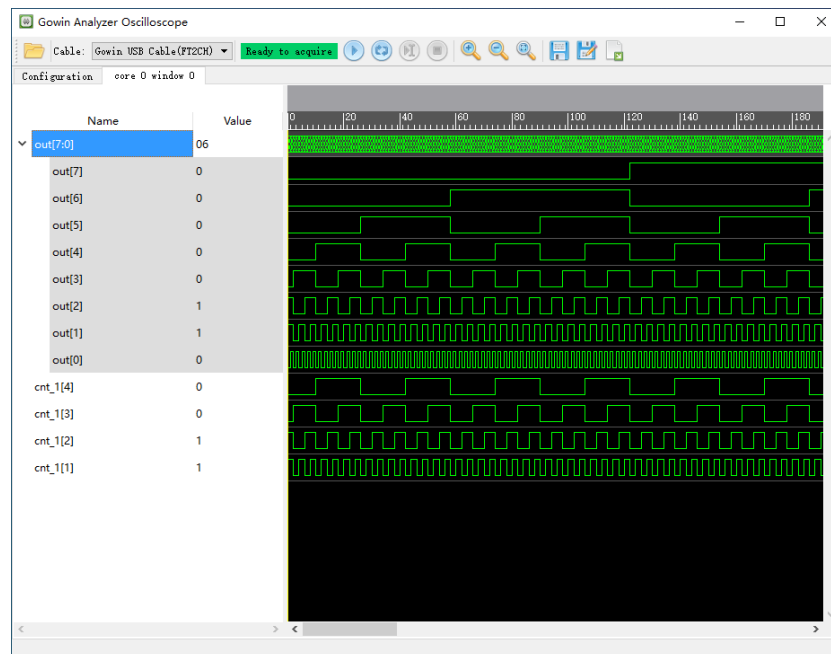 Gowin Analyzer Oscilloscope
Cable: Gowin USB Cable(FT2CH) Ready to acquire
Configuration core 0 window 0
Name Value 0 20 40 60 80 100 120 140 160 180
out[7:0] 06
out[7] 0
out[6] 0
out[5] 0
out[4] 0
out[3] 0
out[2] 1
out[1] 1
out[0] 0
cnt_1[4] 0
cnt_1[3] 0
cnt_1[2] 1
cnt_1[1] 1